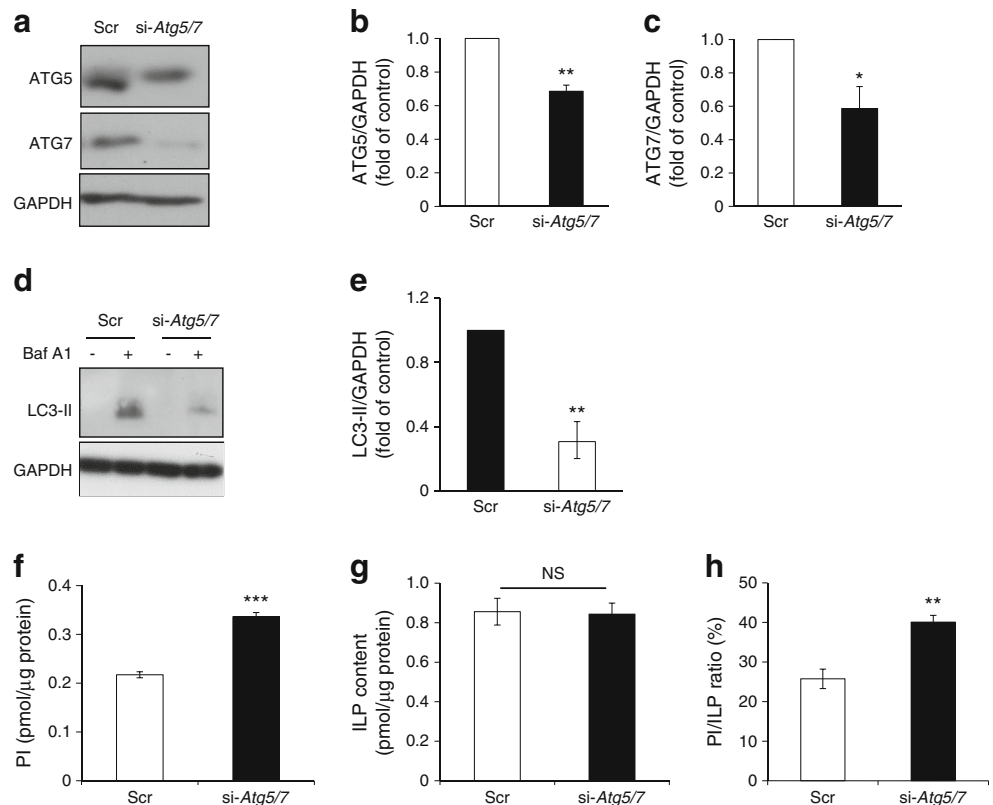 a
Scr si-Atg5/7
ATG5
ATG7
GAPDH
b
ATG5/GAPDH
(fold of control)
1.0
0.8
0.6
0.4
0.2
0
**
Scr si-Atg5/7
c
ATG7/GAPDH
(fold of control)
1.0
0.8
0.6
0.4
0.2
0
*
Scr si-Atg5/7
d
Scr si-Atg5/7
Baf A1 - + - +
LC3-II
GAPDH
e
LC3-II/GAPDH
(fold of control)
1.2
0.8
0.4
0
**
Scr si-Atg5/7
f
PI (pmol/µg protein)
0.4
0.3
0.2
0.1
0
***
Scr si-Atg5/7
g
ILP content
(pmol/µg protein)
1.0
0.8
0.6
0.4
0.2
0
NS
Scr si-Atg5/7
h
PI/ILP ratio (%)
50
40
30
20
10
0
**
Scr si-Atg5/7